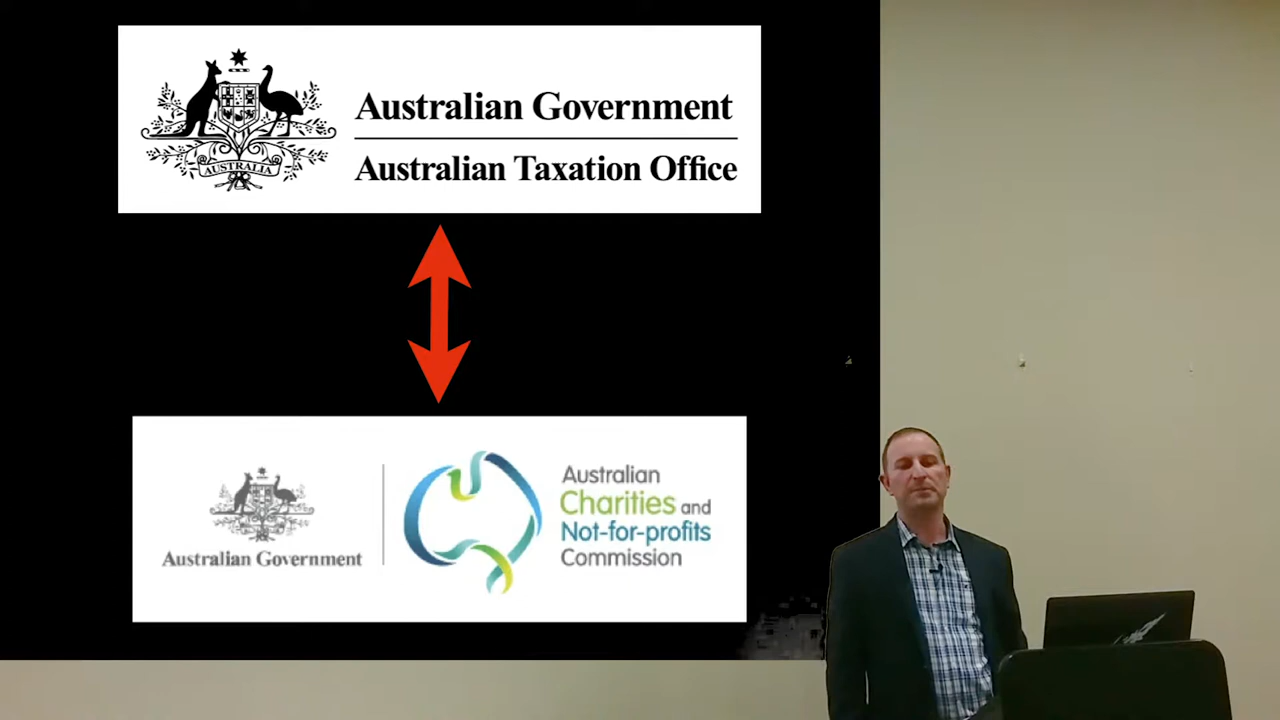 AUSTRALIA
Australian Government
Australian Taxation Office
Australian Government
Australian
Charities and
Not-for-profits
Commission